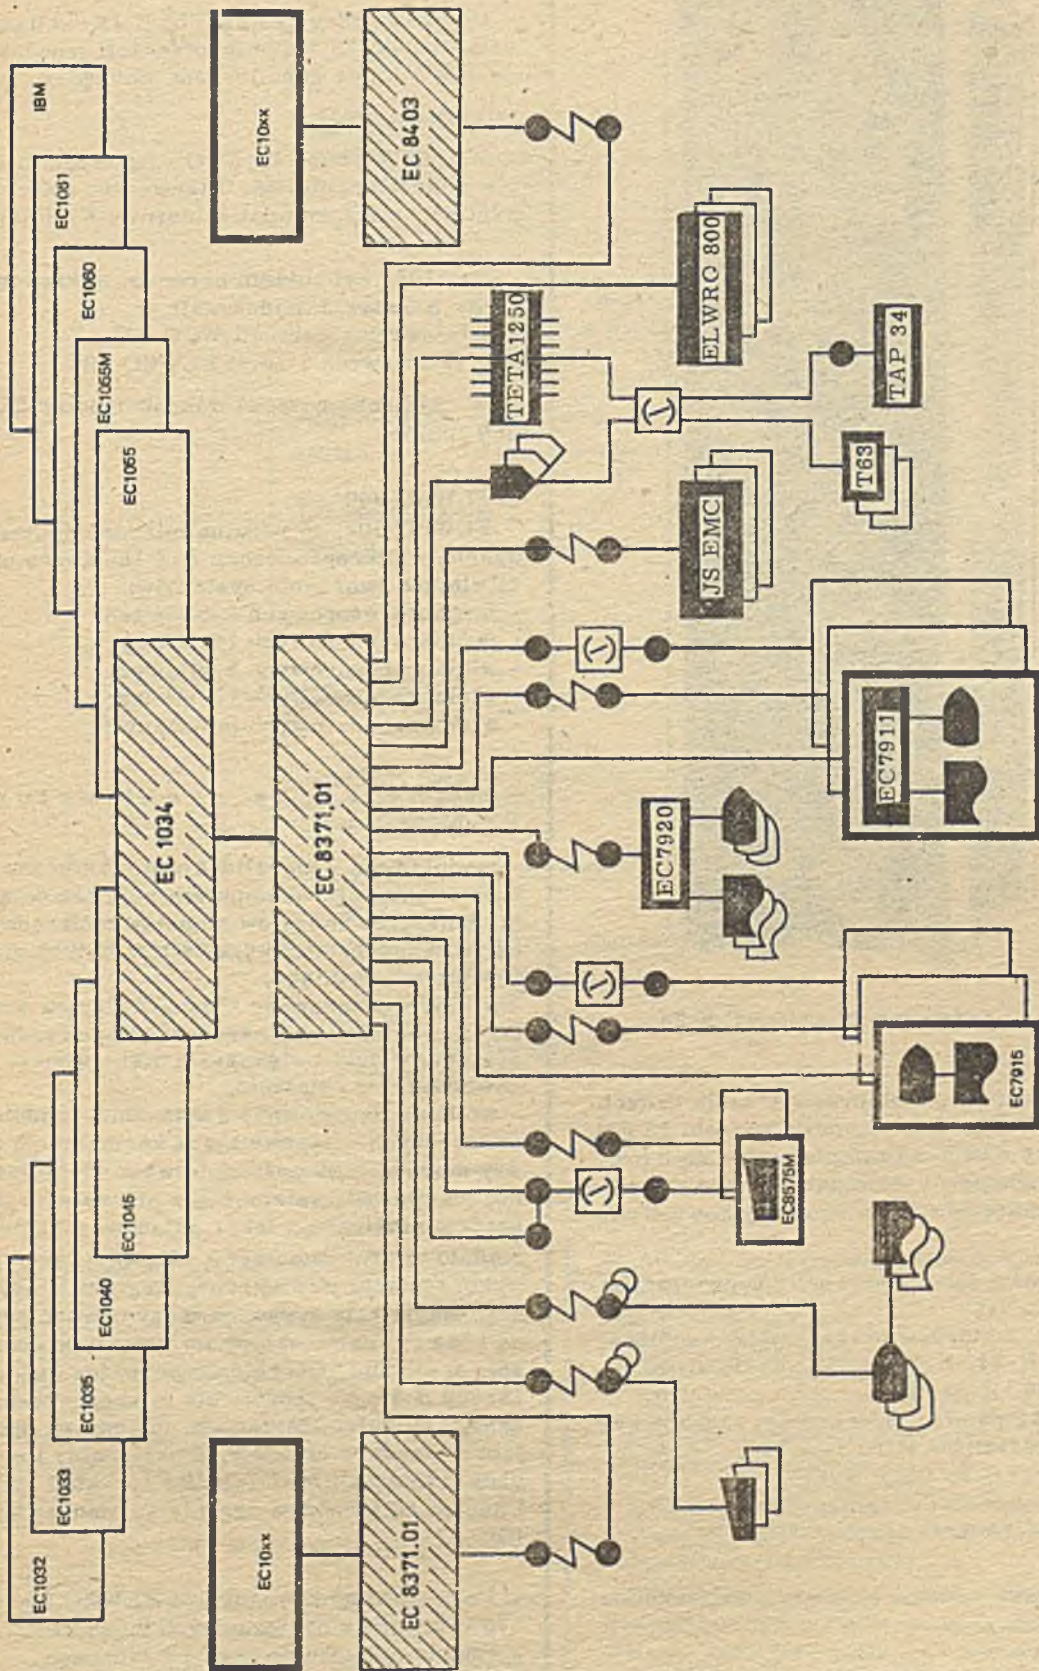 EC1032
EC1033
EC1035
EC1040
EC1045
EC 1034
EC1055
EC1055M
EC1060
EC1061
IBM
EC10xx
EC 8371.01
EC 8371.01
EC10xx
EC 8403
EC8575M
EC7915
EC7920
EC7911
JS EMC
T63
TAP 34
TETA1250
ELWRO 800